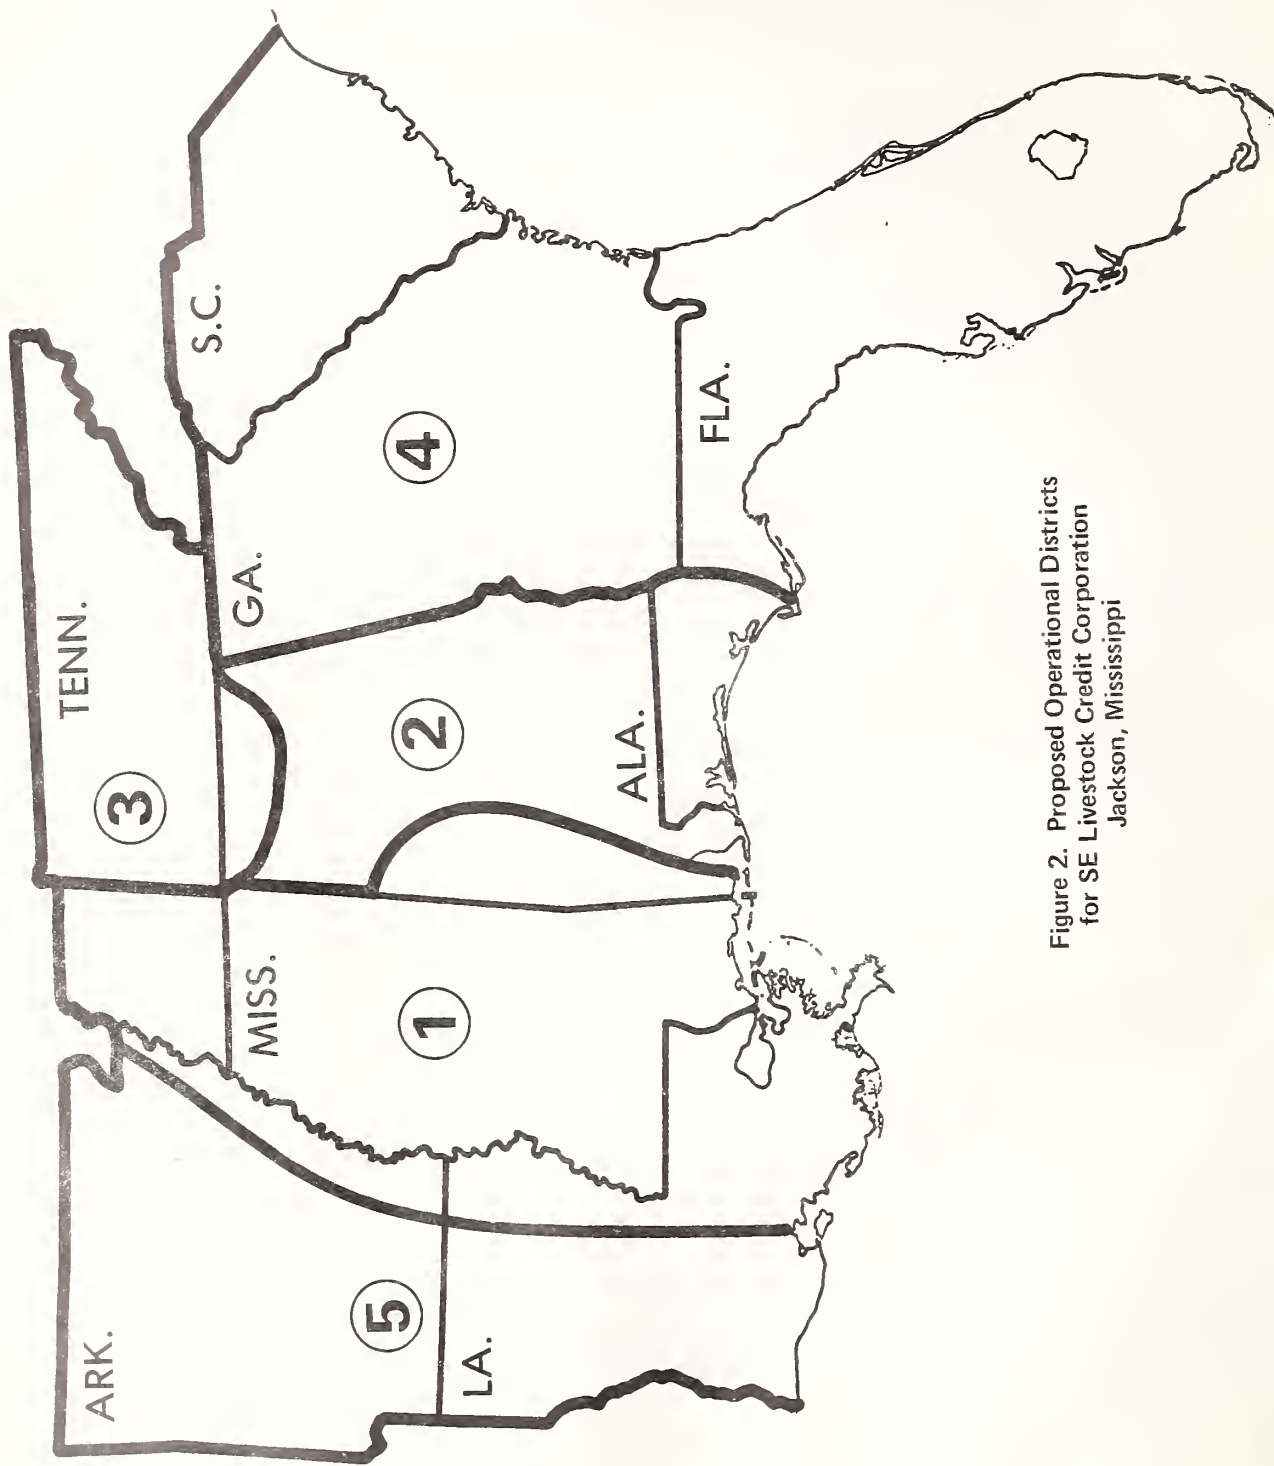 TENN.
S.C.
ARK.
MISS.
GA.
LA.
ALA.
FLA.
3
5
1
2
4
Figure 2. Proposed Operational Districts
for SE Livestock Credit Corporation
Jackson, Mississippi